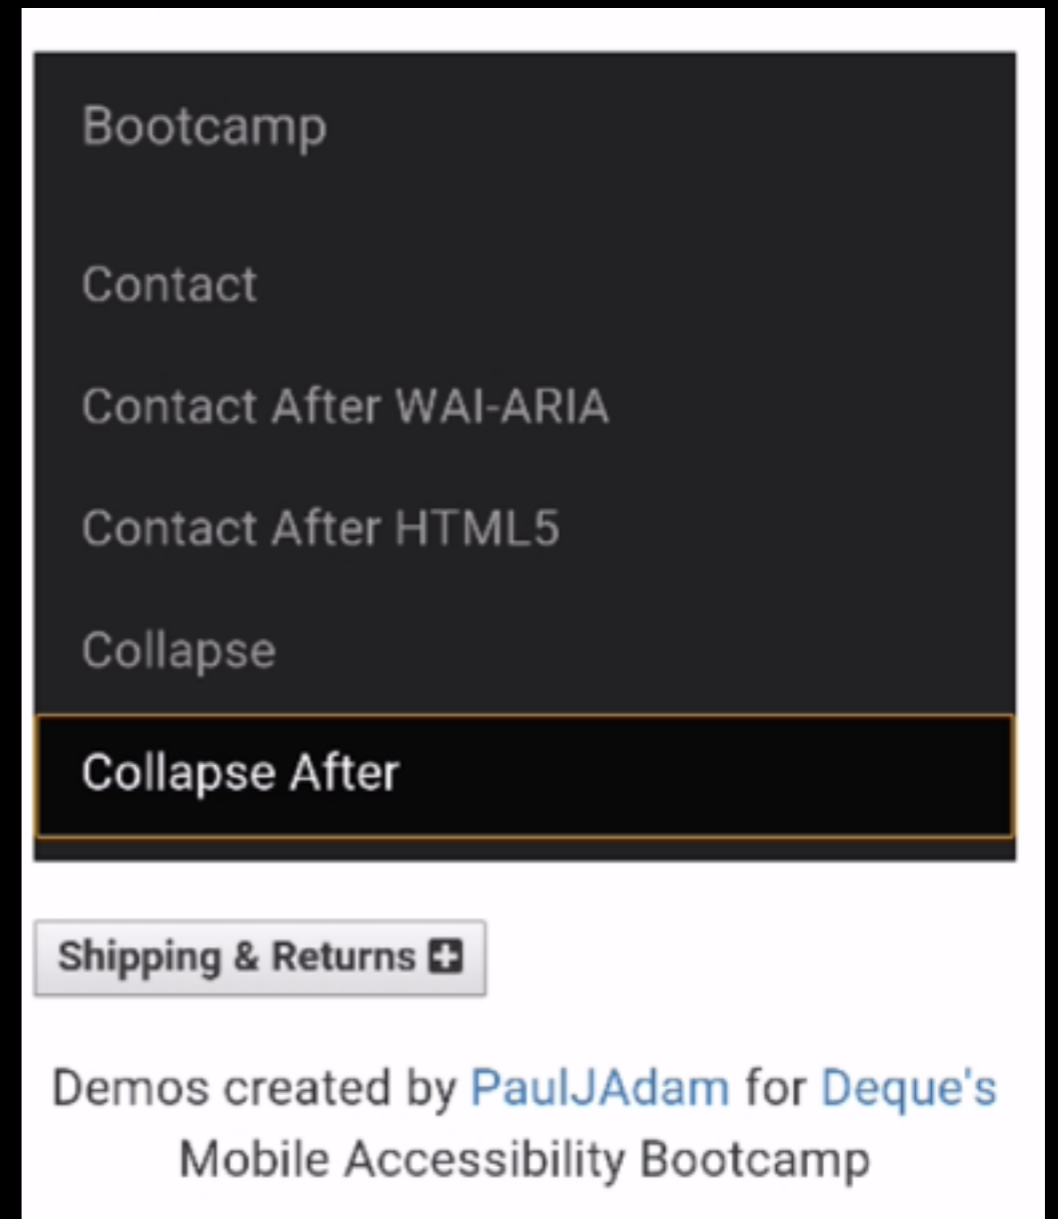 Bootcamp
Contact
Contact After WAI-ARIA
Contact After HTML5
Collapse
Collapse After
Shipping & Returns
Demos created by PaulJAdam for Deque's
Mobile Accessibility Bootcamp